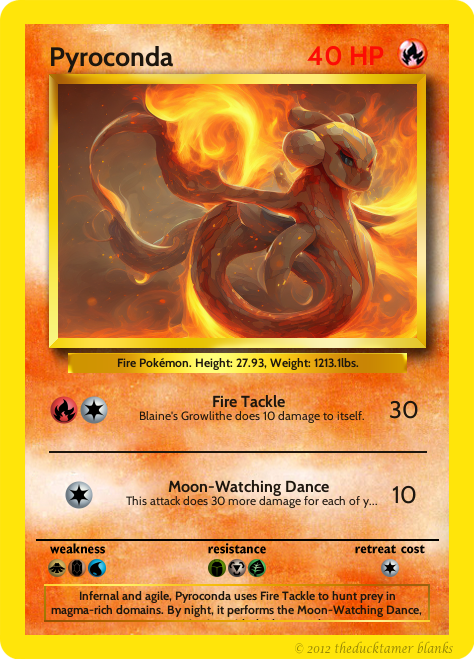 Pyroconda
40 HP
Fire Pokémon. Height: 27.93, Weight: 1213.1lbs.
Fire Tackle
Blaine's Growlithe does 10 damage to itself.
30
Moon-Watching Dance
This attack does 30 more damage for each of y...
10
weakness
resistance
retreat cost
Infernal and agile, Pyroconda uses Fire Tackle to hunt prey in
magma-rich domains. By night, it performs the Moon-Watching Dance,
© 2012 theducktamer blanks